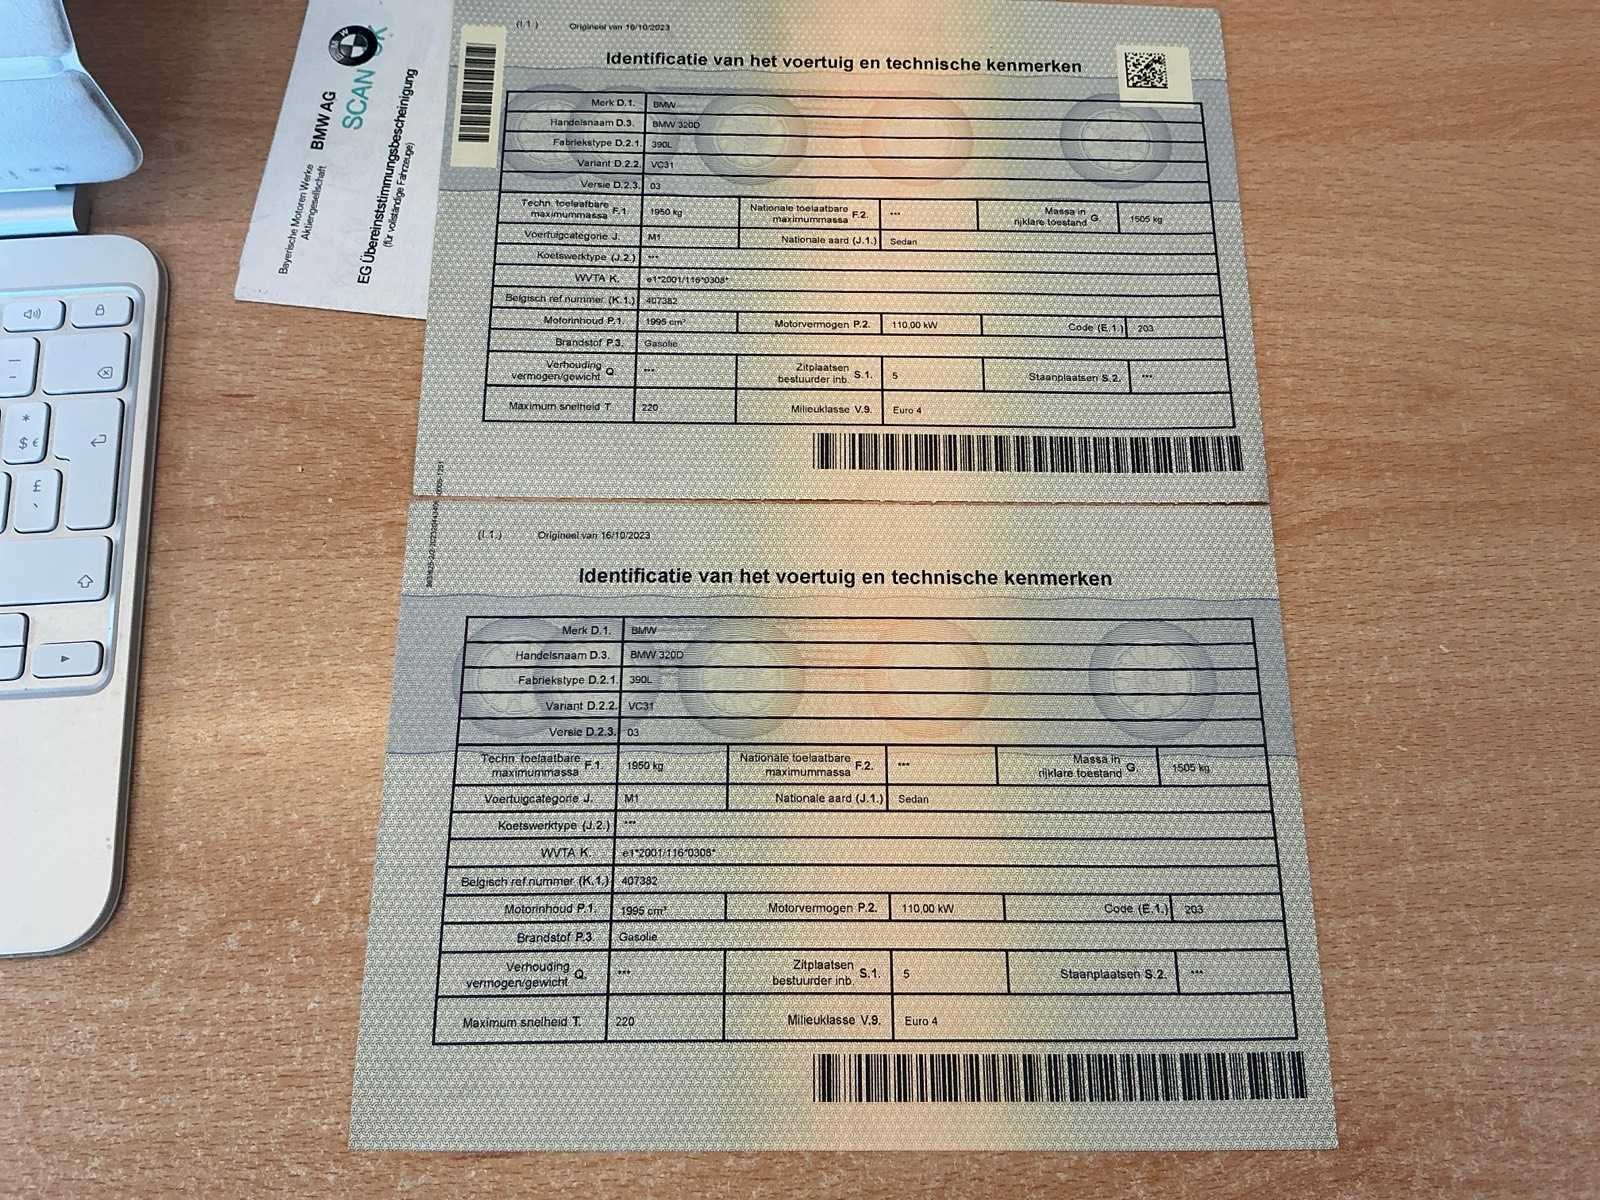 BMW
SCAN OK
Bayerische Motoren Werke
Aktiengesellschaft
BMW AG
EG Übereinstimmungsbescheinigung
(für vollständige Fahrzeuge)
(I.1.) Origineel van 16/10/2023
Identificatie van het voertuig en technische kenmerken
Merk D.1. BMW
Handelsnaam D.3. BMW 320D
Fabriekstype D.2.1. 390L
Variant D.2.2. VC31
Versie D.2.3. 03
Techn. toelaatbare maximummassa F.1 1950 kg Nationale toelaatbare maximummassa F.2. *** Massa in rijklare toestand G. 1505 kg
Voertuigcategorie J. M1 Nationale aard (J.1.) Sedan
Koetswerktype (J.2.) ***
WVTA K. e1*2001/116*0308*
Belgisch ref.nummer (K.1.) 407382
Motorinhoud P.1. 1995 cm³ Motorvermogen P.2. 110,00 kW Code (E.1.) 203
Brandstof P.3. Gasolie
Verhouding vermogen/gewicht Q. *** Zitplaatsen bestuurder inb. S.1. 5 Staanplaatsen S.2. ***
Maximum snelheid T. 220 Milieuklasse V.9. Euro 4
(I.1.) Origineel van 16/10/2023
Identificatie van het voertuig en technische kenmerken
Merk D.1. BMW
Handelsnaam D.3. BMW 320D
Fabriekstype D.2.1. 390L
Variant D.2.2. VC31
Versie D.2.3. 03
Techn. toelaatbare maximummassa F.1. 1950 kg Nationale toelaatbare maximummassa F.2. *** Massa in rijklare toestand G. 1505 kg
Voertuigcategorie J. M1 Nationale aard (J.1.) Sedan
Koetswerktype (J.2.) ***
WVTA K. e1*2001/116*0308*
Belgisch ref.nummer (K.1.) 407382
Motorinhoud P.1. 1995 cm³ Motorvermogen P.2. 110,00 kW Code (E.1.) 203
Brandstof P.3. Gasolie
Verhouding vermogen/gewicht Q. *** Zitplaatsen bestuurder inb. S.1. 5 Staanplaatsen S.2. ***
Maximum snelheid T. 220 Milieuklasse V.9. Euro 4
* $ €
£ `